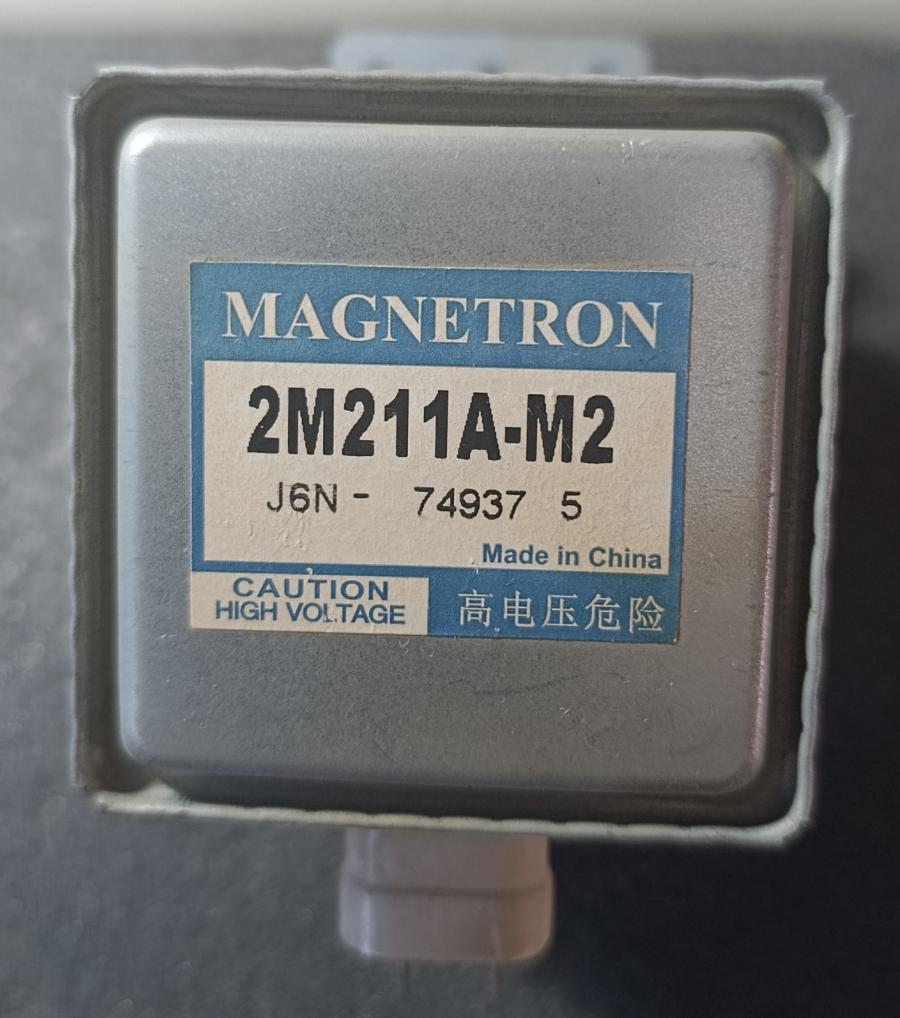 MAGNETRON
2M211A-M2
J6N - 74937 5
Made in China
CAUTION
HIGH VOLTAGE
高电压危险